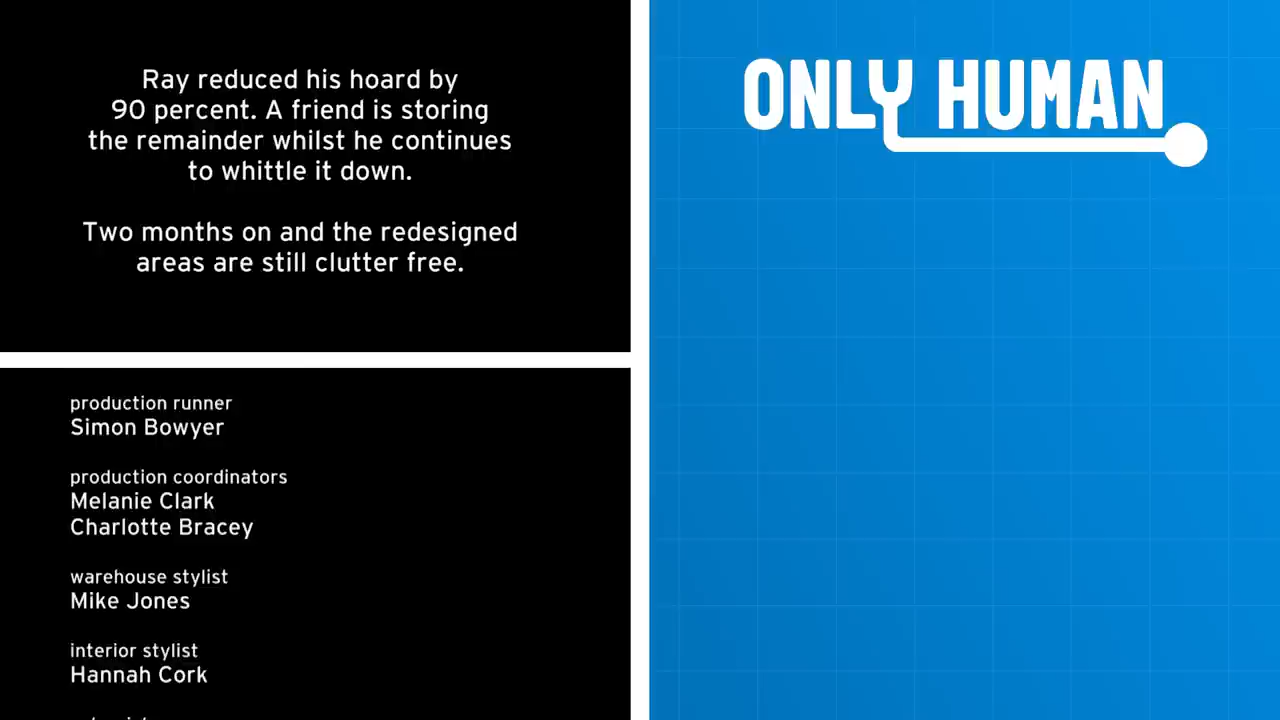 Ray reduced his hoard by
90 percent. A friend is storing
the remainder whilst he continues
to whittle it down.
Two months on and the redesigned
areas are still clutter free.
production runner
Simon Bowyer
production coordinators
Melanie Clark
Charlotte Bracey
warehouse stylist
Mike Jones
interior stylist
Hannah Cork
ONLY HUMAN